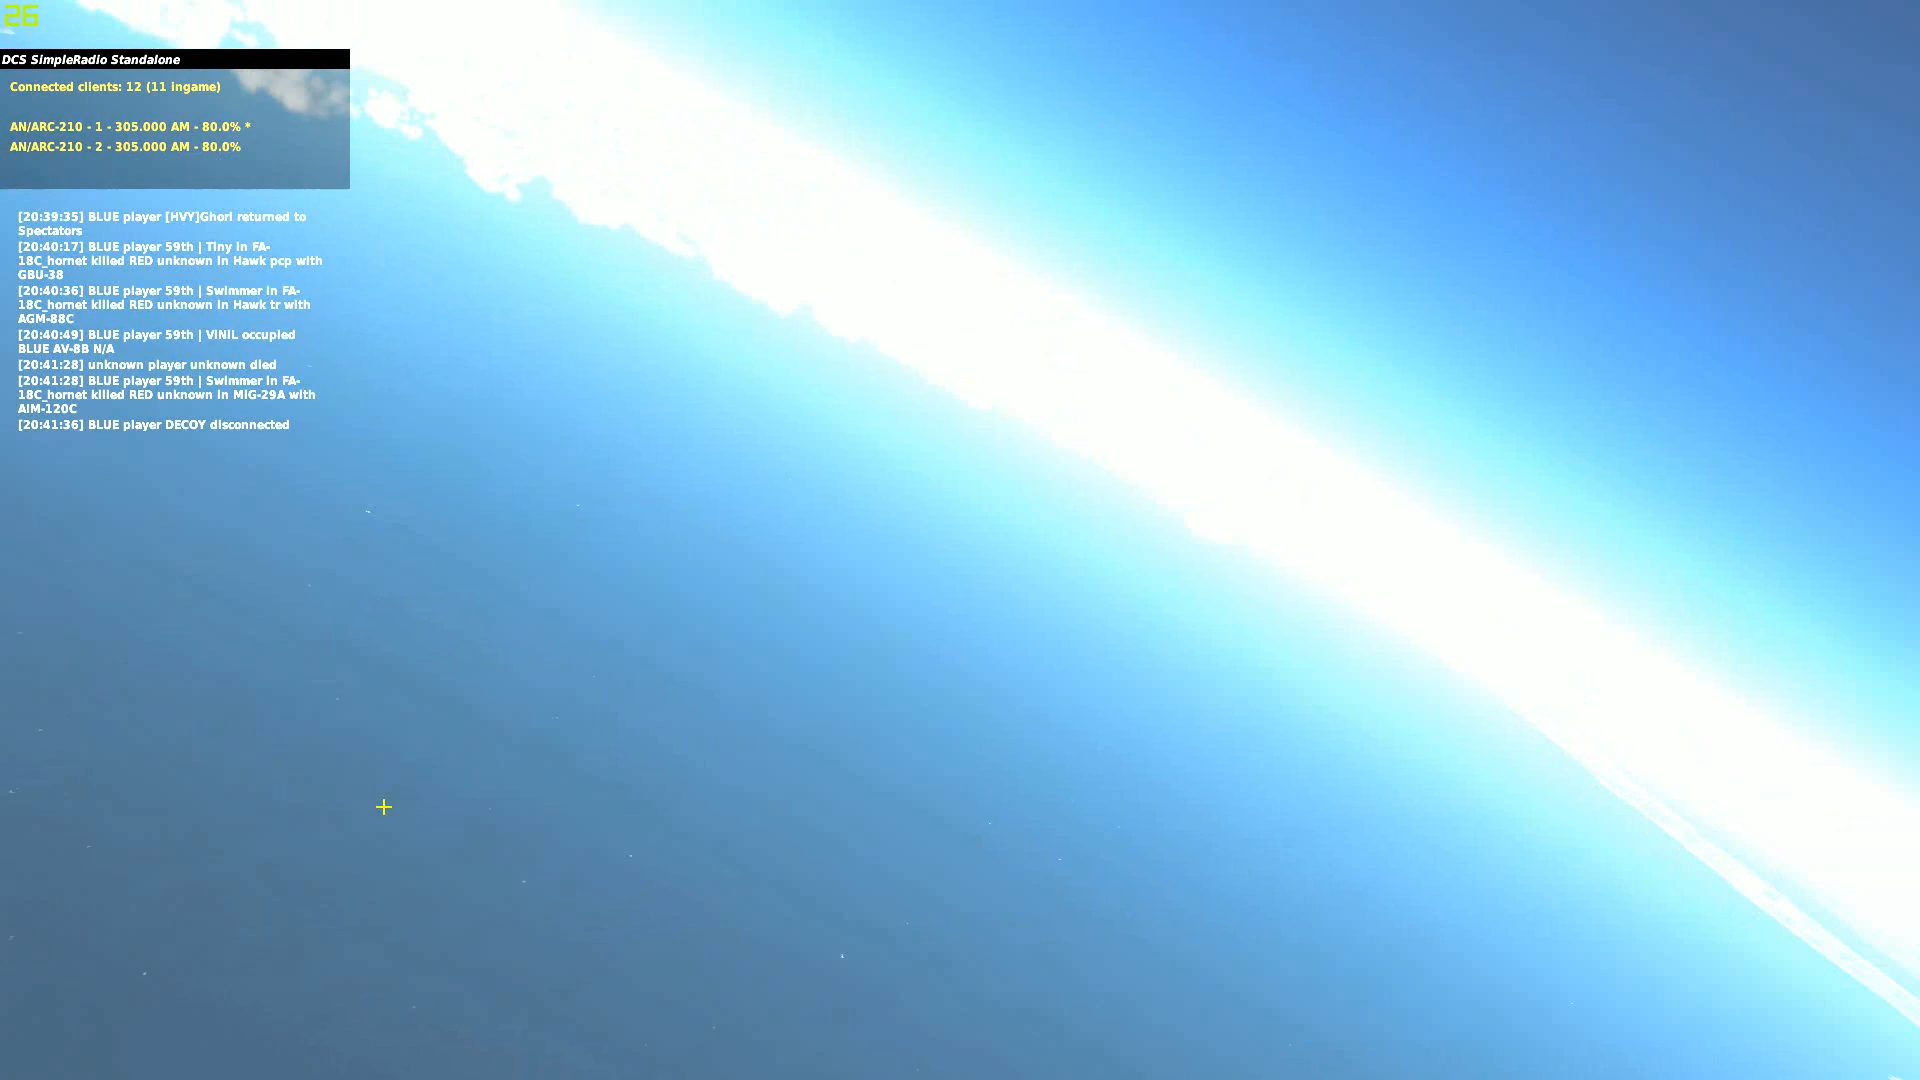 26
DCS SimpleRadio Standalone
Connected clients: 12 (11 ingame)
AN/ARC-210 - 1 - 305.000 AM - 80.0% *
AN/ARC-210 - 2 - 305.000 AM - 80.0%
[20:39:35] BLUE player [HVY]Ghori returned to
Spectators
[20:40:17] BLUE player 59th | Tiny in FA-
18C_hornet killed RED unknown in Hawk pcp with
GBU-38
[20:40:36] BLUE player 59th | Swimmer in FA-
18C_hornet killed RED unknown in Hawk tr with
AGM-88C
[20:40:49] BLUE player 59th | ViNiL occupied
BLUE AV-8B N/A
[20:41:28] unknown player unknown died
[20:41:28] BLUE player 59th | Swimmer in FA-
18C_hornet killed RED unknown in MiG-29A with
AIM-120C
[20:41:36] BLUE player DECOY disconnected